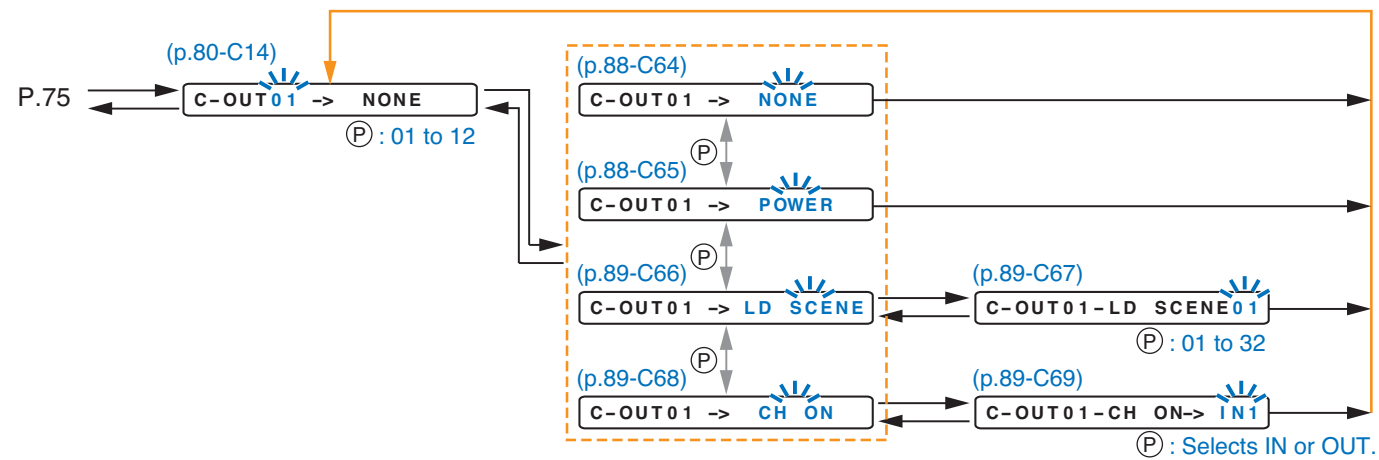 (p.80-C14)
P.75
C-OUT01 -> NONE
Ⓟ : 01 to 12
(p.88-C64)
C-OUT01 -> NONE
Ⓟ
(p.88-C65)
C-OUT01 -> POWER
Ⓟ
(p.89-C66)
C-OUT01 -> LD SCENE
(p.89-C67)
C-OUT01-LD SCENE01
Ⓟ : 01 to 32
Ⓟ
(p.89-C68)
C-OUT01 -> CH ON
(p.89-C69)
C-OUT01-CH ON-> IN1
Ⓟ : Selects IN or OUT.